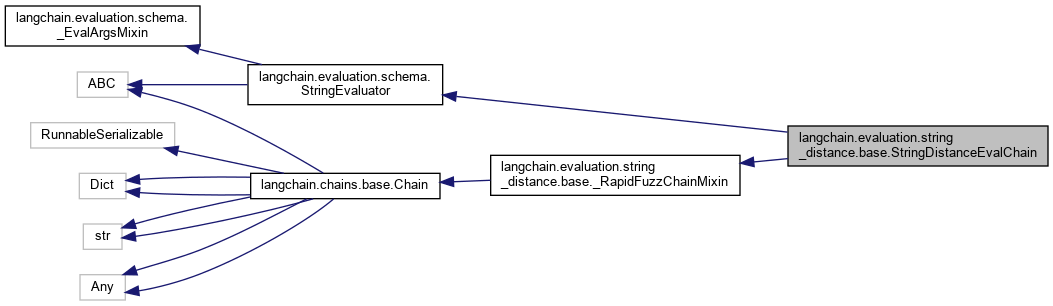 langchain.evaluation.schema.
_EvalArgsMixin
langchain.evaluation.schema.
StringEvaluator
ABC
RunnableSerializable
langchain.evaluation.string
_distance.base.StringDistanceEvalChain
langchain.evaluation.string
_distance.base._RapidFuzzChainMixin
Dict
langchain.chains.base.Chain
str
Any